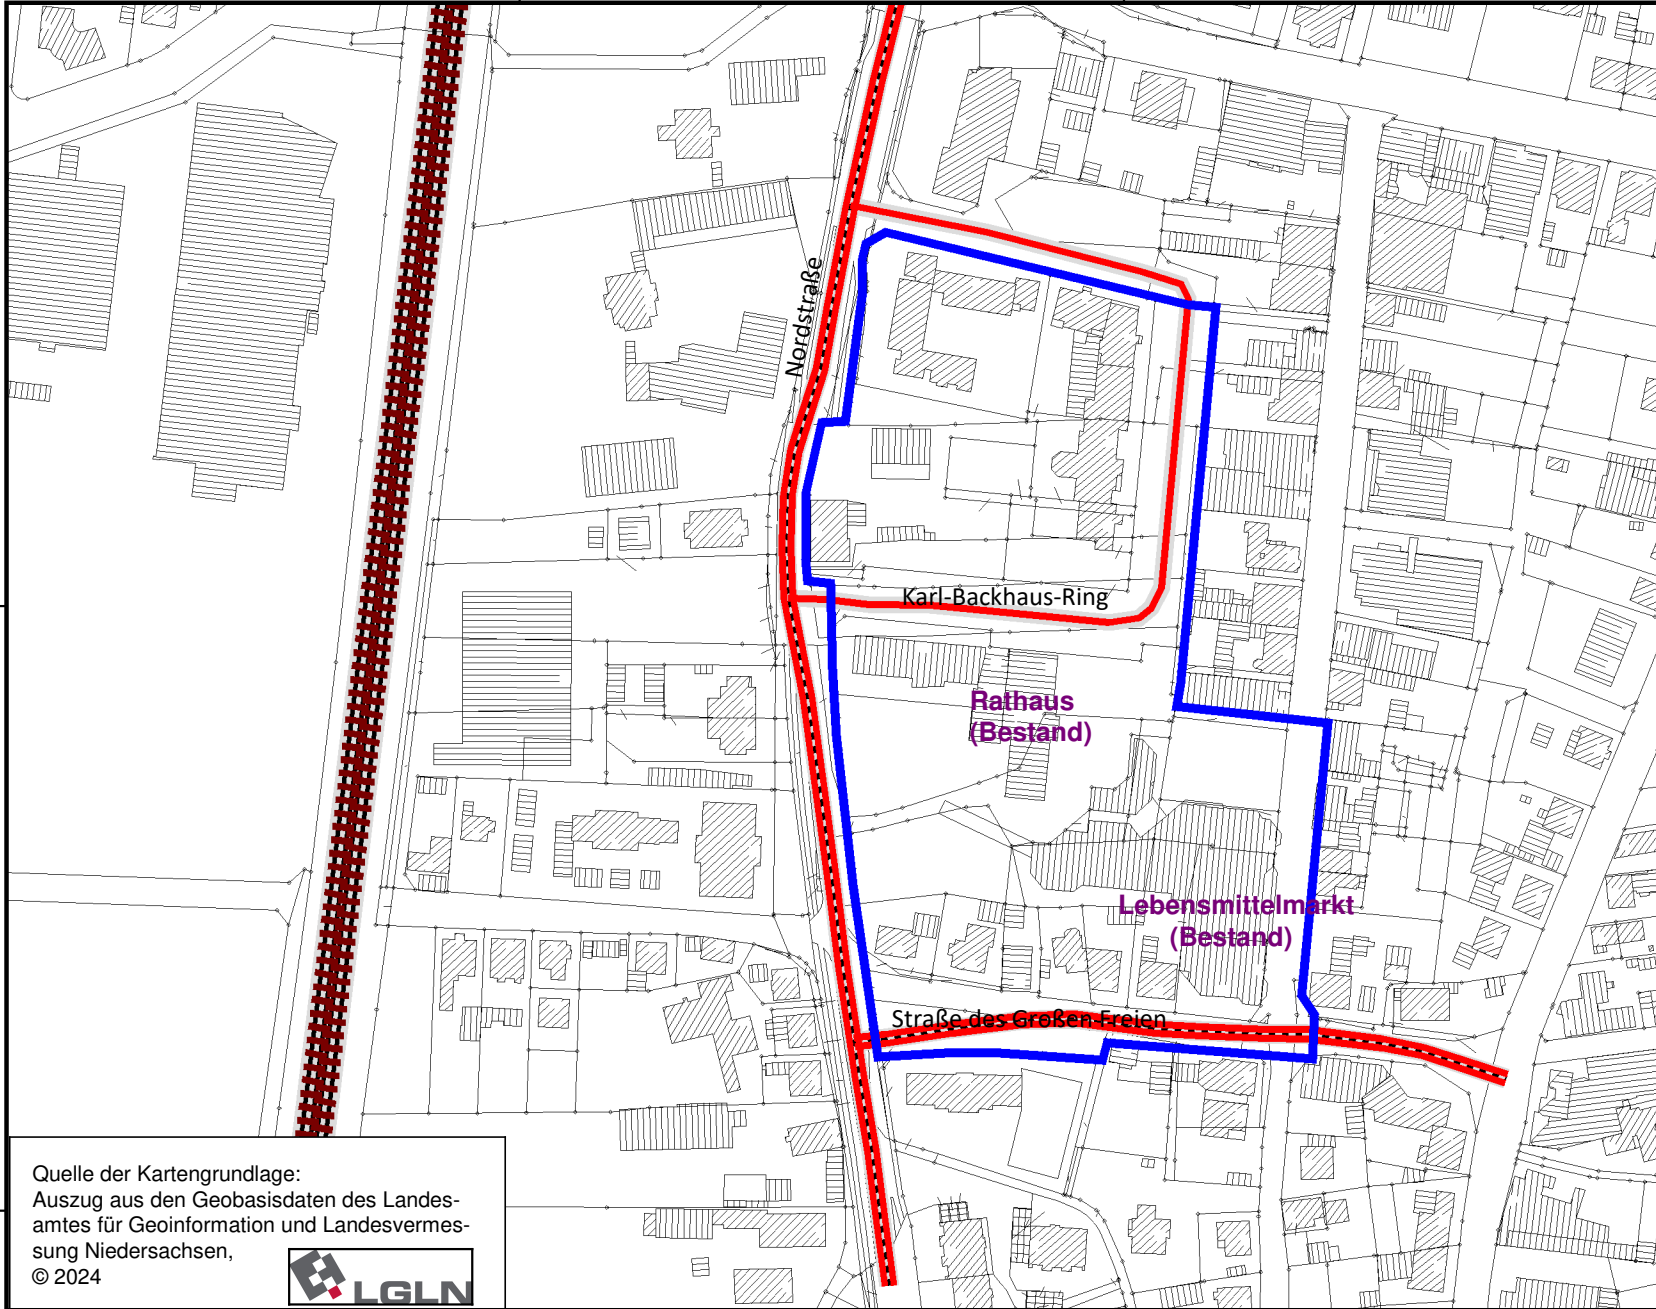 Nordstraße
Karl-Backhaus-Ring
Rathaus
(Bestand)
Lebensmittelmarkt
(Bestand)
Straße des Großen Freien
Quelle der Kartengrundlage:
Auszug aus den Geobasisdaten des Landes-
amtes für Geoinformation und Landesvermes-
sung Niedersachsen,
© 2024
LGLN